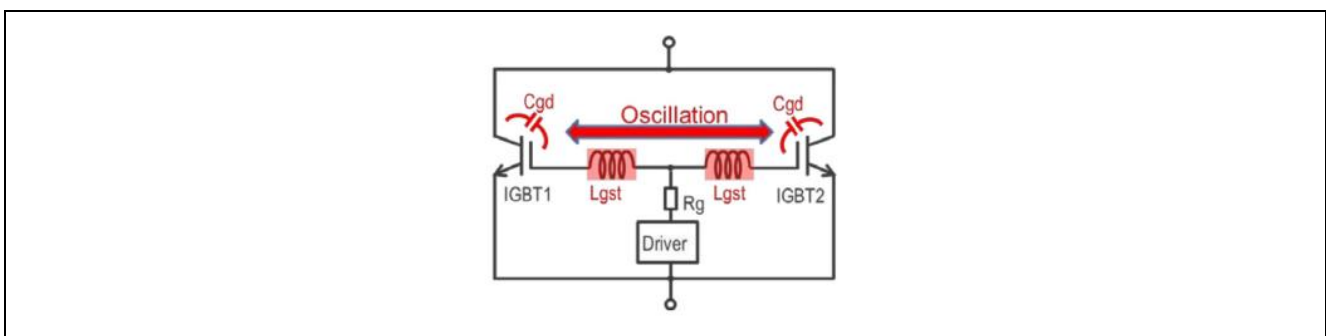 Cgd
Cgd
Oscillation
IGBT1
Lgst
Lgst
IGBT2
Rg
Driver